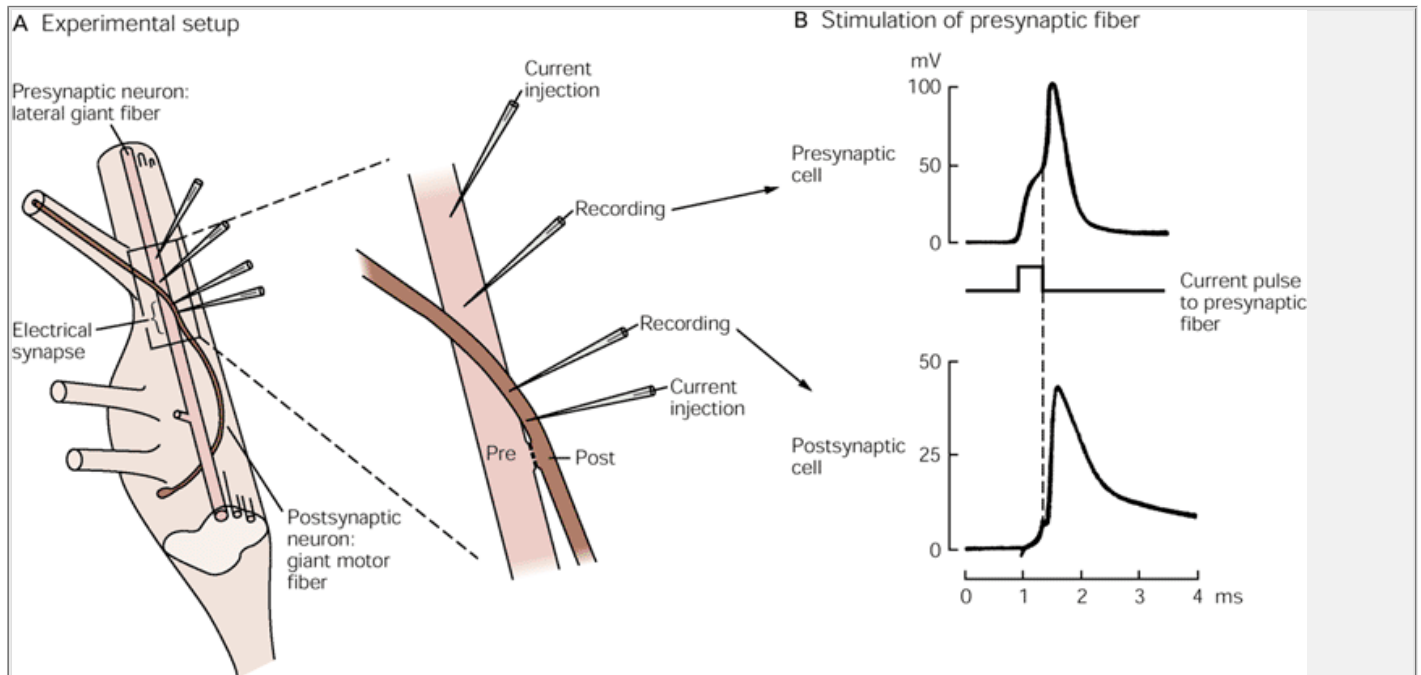 A Experimental setup
Presynaptic neuron:
lateral giant fiber
Electrical
synapse
Postsynaptic
neuron:
giant motor
fiber
Current
injection
Recording
Recording
Current
injection
Pre
Post
B Stimulation of presynaptic fiber
mV
100
Presynaptic
cell
50
0
Current pulse
to presynaptic
fiber
50
Postsynaptic
cell
25
0
0 1 2 3 4 ms